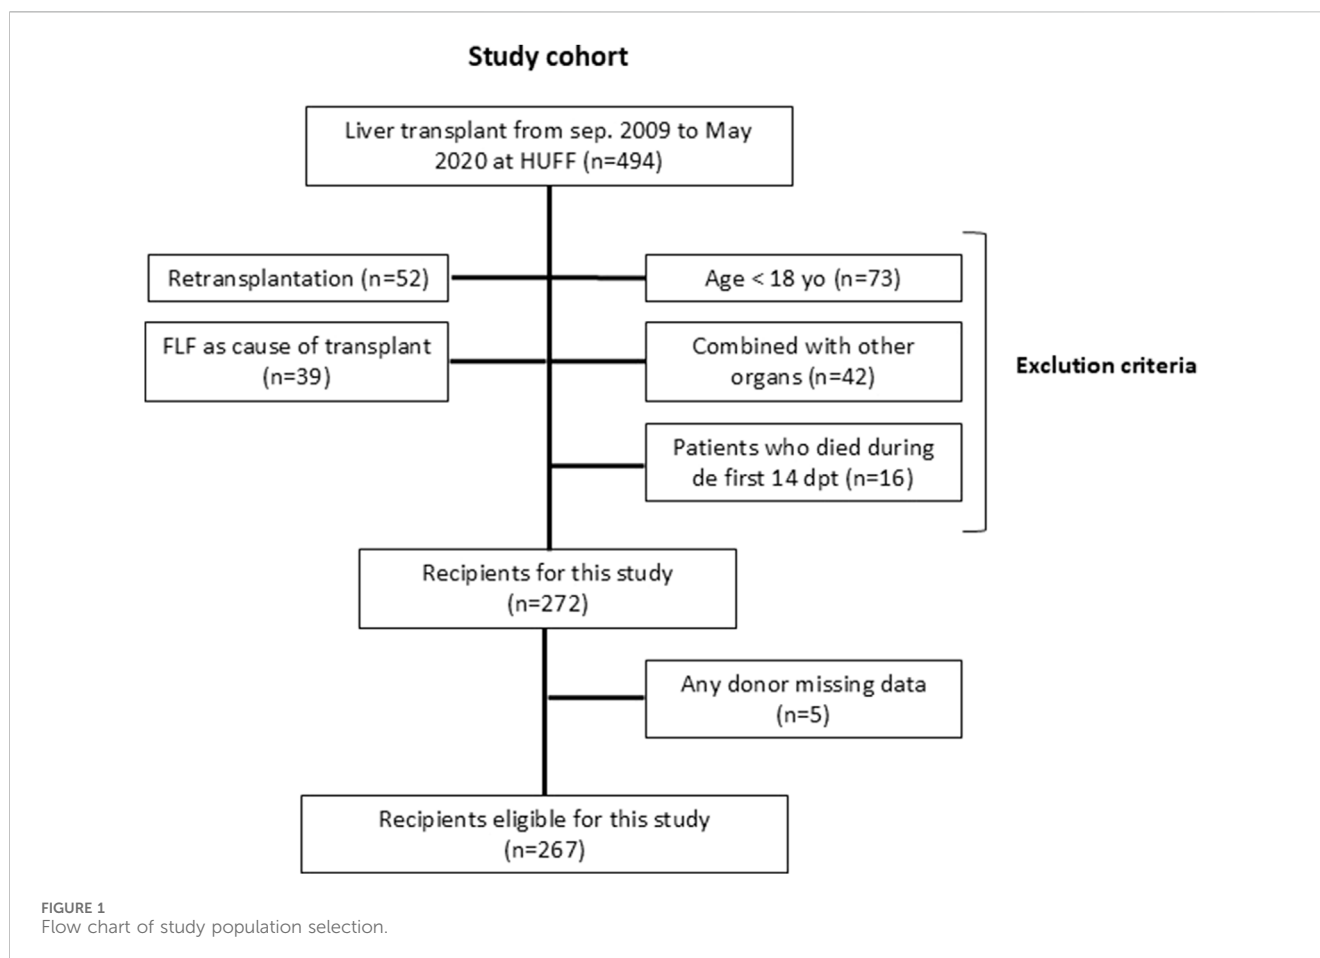 Study cohort
Liver transplant from sep. 2009 to May
2020 at HUFF (n=494)
Retransplantation (n=52)
Age < 18 yo (n=73)
FLF as cause of transplant
(n=39)
Combined with other
organs (n=42)
Exclution criteria
Patients who died during
de first 14 dpt (n=16)
Recipients for this study
(n=272)
Any donor missing data
(n=5)
Recipients eligible for this study
(n=267)
FIGURE 1
Flow chart of study population selection.